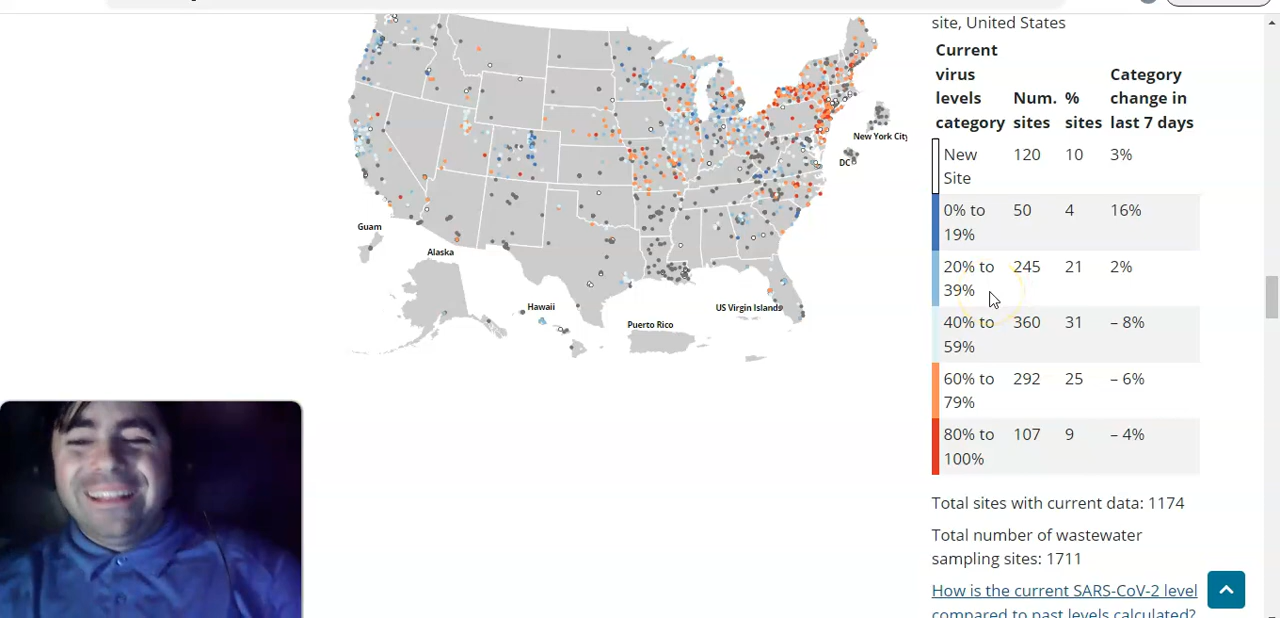 site, United States
Current virus levels category Num. sites % sites Category change in last 7 days
New Site 120 10 3%
0% to 19% 50 4 16%
20% to 39% 245 21 2%
40% to 59% 360 31 – 8%
60% to 79% 292 25 – 6%
80% to 100% 107 9 – 4%
Total sites with current data: 1174
Total number of wastewater
sampling sites: 1711
How is the current SARS-CoV-2 level
compared to past levels calculated?
New York City
DC
Guam
Alaska
Hawaii
Puerto Rico
US Virgin Islands